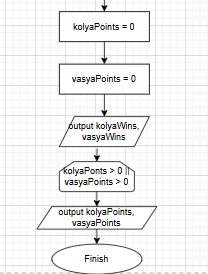 kolyaPoints = 0
vasyaPoints = 0
output kolyaWins,
vasyaWins
kolyaPonts > 0 ||
vasyaPoints > 0
output kolyaPoints,
vasyaPoints
Finish